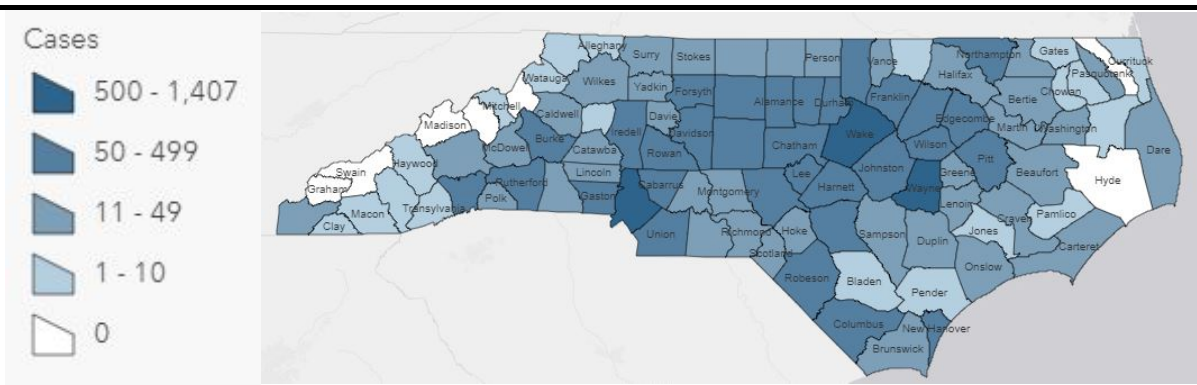 Cases
500 - 1,407
50 - 499
11 - 49
1 - 10
0
Alleghany
Surry
Stokes
Person
Vance
Northampton
Gates
Currituck
Watauga
Wilkes
Yadkin
Forsyth
Halifax
Pasquotank
Chowan
Mitchell
Caldwell
Davie
Alamance
Durham
Franklin
Bertie
Madison
Burke
Iredell
Davidson
Wake
Edgecombe
Martin
Washington
Haywood
McDowell
Catawba
Rowan
Chatham
Wilson
Dare
Swain
Lincoln
Johnston
Pitt
Beaufort
Hyde
Graham
Rutherford
Cabarrus
Montgomery
Lee
Harnett
Wayne
Greene
Macon
Transylvania
Polk
Gaston
Lenoir
Craven
Pamlico
Clay
Union
Richmond
Hoke
Sampson
Duplin
Jones
Scotland
Carteret
Onslow
Robeson
Bladen
Pender
Columbus
New Hanover
Brunswick